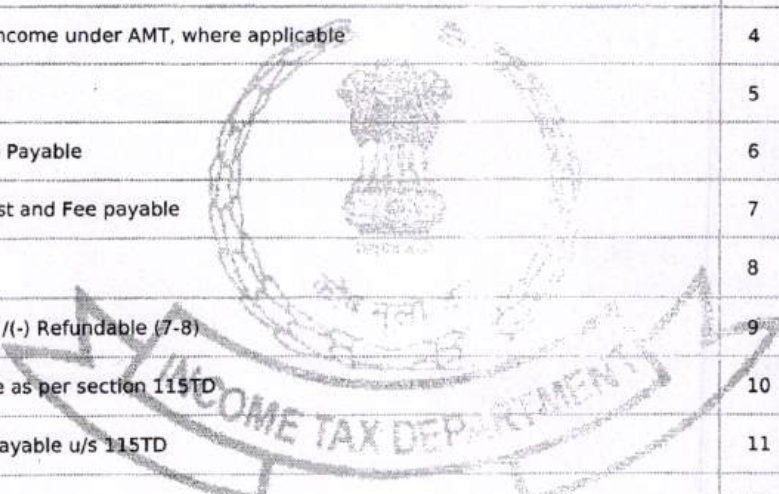 ncome under AMT, where applicable 4
5
Payable 6
st and Fee payable 7
8
/(-) Refundable (7-8) 9
e as per section 115TD 10
ayable u/s 115TD 11
INCOME TAX DEPARTMENT